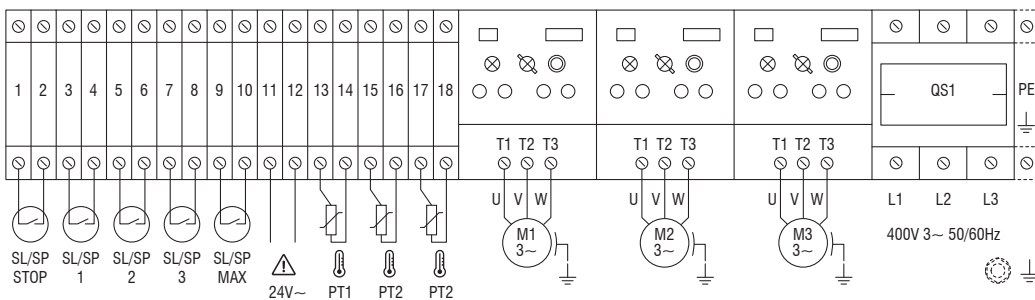 1 2 3 4 5 6 7 8 9 10 11 12 13 14 15 16 17 18 QS1 PE
T1 T2 T3 T1 T2 T3 T1 T2 T3
U V W U V W U V W L1 L2 L3
M1 3~
M2 3~
M3 3~
400V 3~ 50/60Hz
SL/SP STOP
SL/SP 1
SL/SP 2
SL/SP 3
SL/SP MAX
24V~ PT1 PT2 PT2